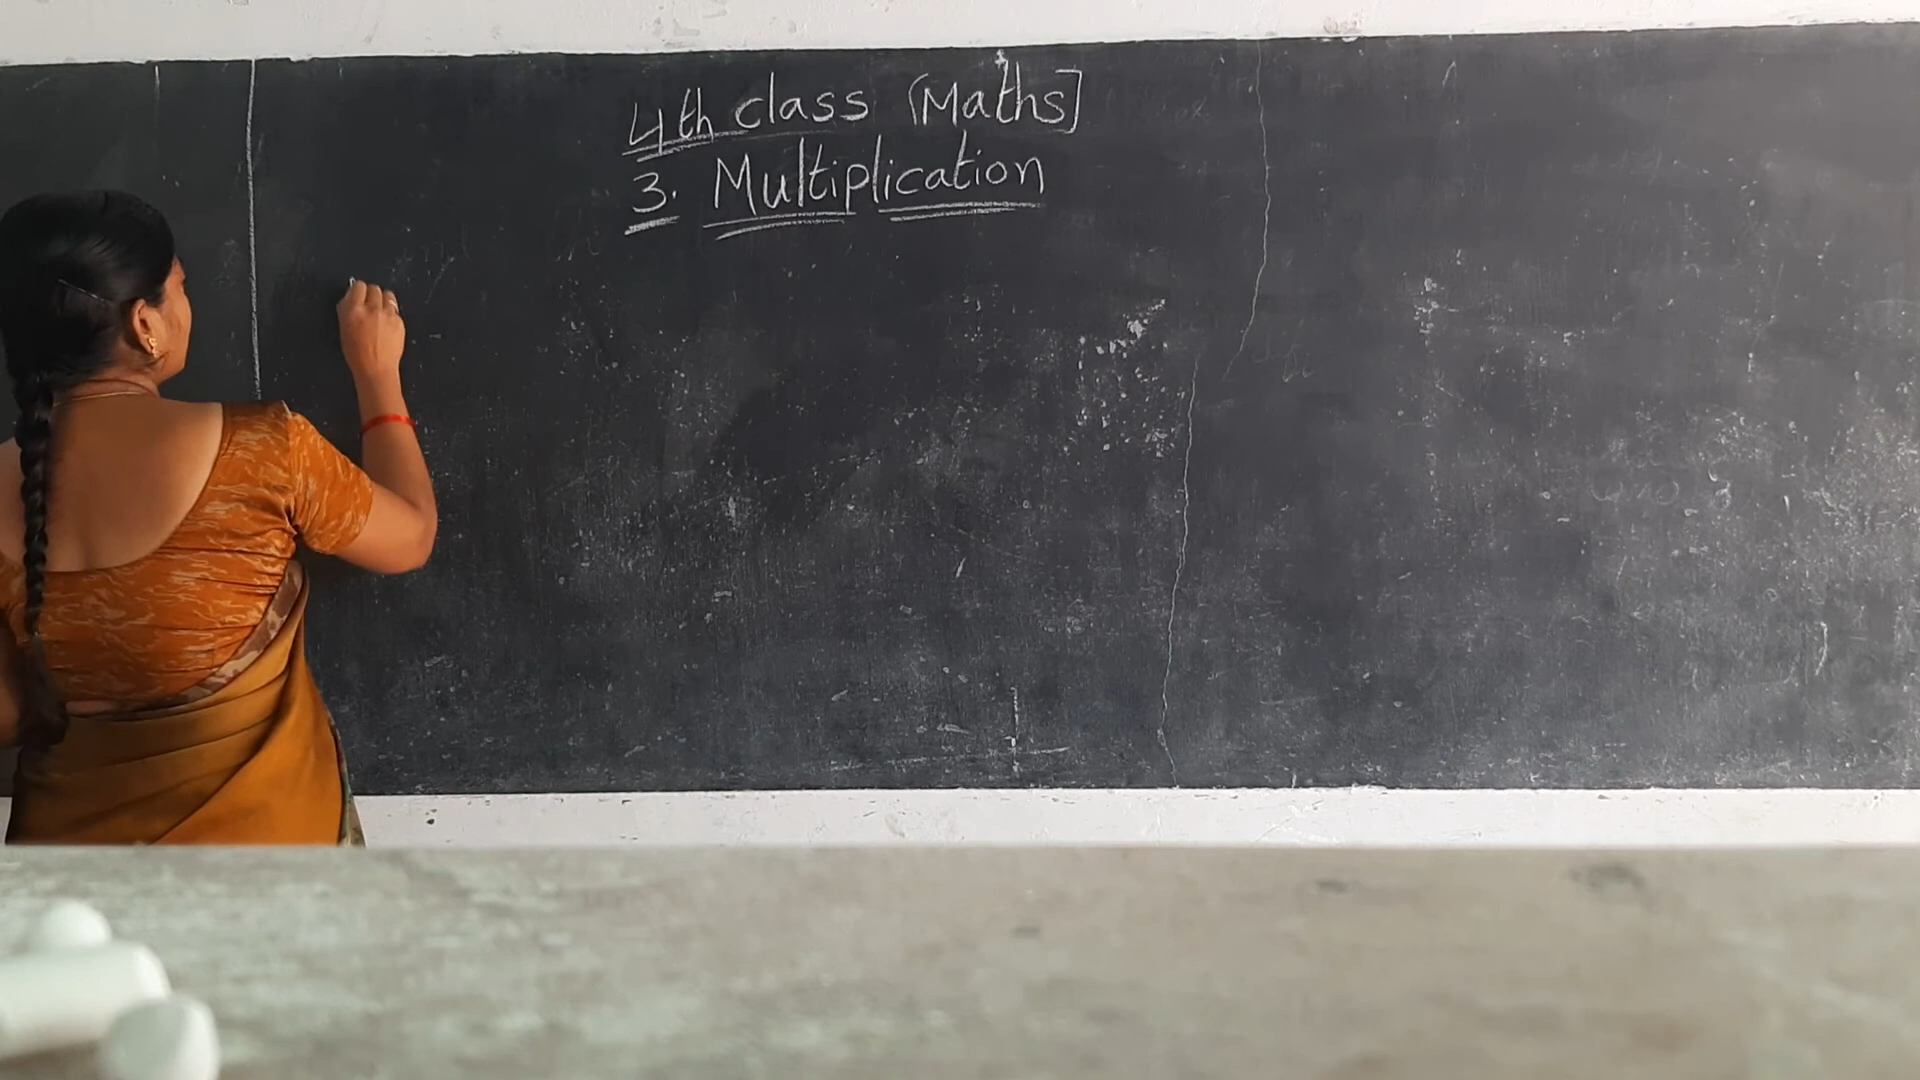 4th class [Maths]
3. Multiplication